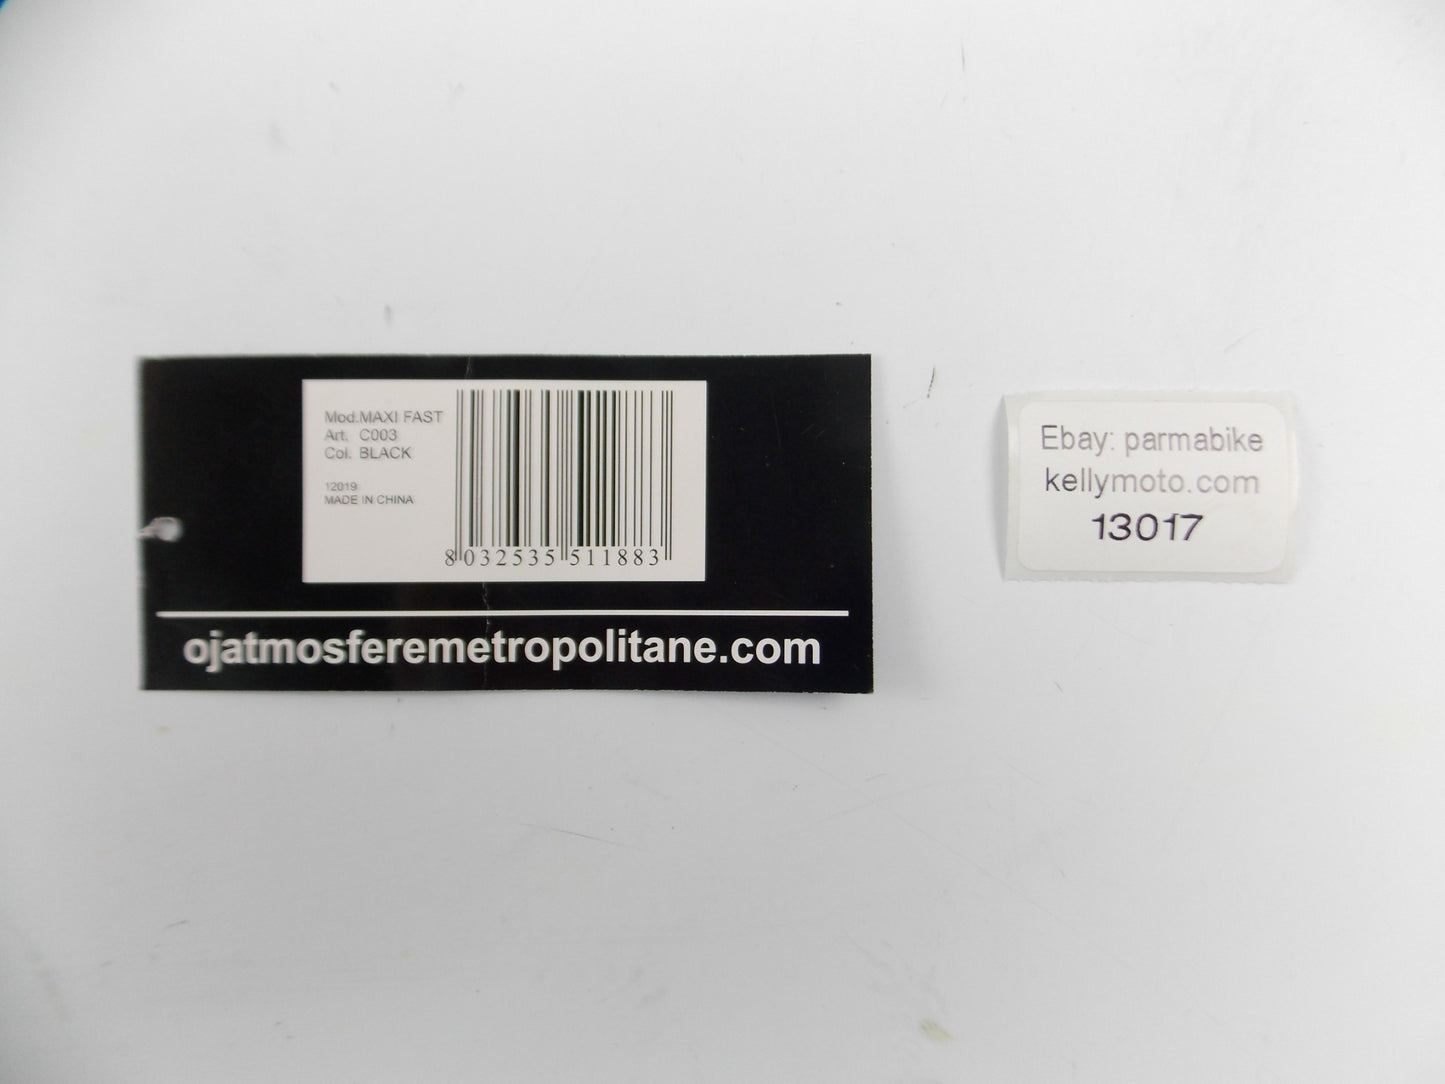 Mod.MAXI FAST
Art. C003
Col. BLACK
12019
MADE IN CHINA
8 032535 511883
ojatmosferemetropolitane.com
Ebay: parmabike
kellymoto.com
13017